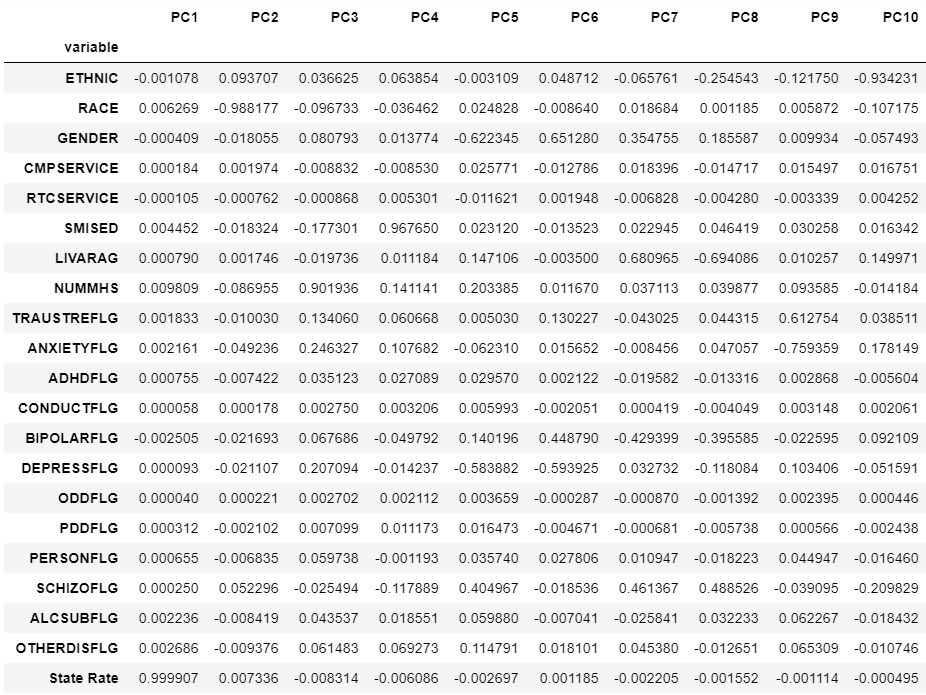 PC1 PC2 PC3 PC4 PC5 PC6 PC7 PC8 PC9 PC10
variable
ETHNIC -0.001078 0.093707 0.036625 0.063854 -0.003109 0.048712 -0.065761 -0.254543 -0.121750 -0.934231
RACE 0.006269 -0.988177 -0.096733 -0.036462 0.024828 -0.008640 0.018684 0.001185 0.005872 -0.107175
GENDER -0.000409 -0.018055 0.080793 0.013774 -0.622345 0.651280 0.354755 0.185587 0.009934 -0.057493
CMPSERVICE 0.000184 0.001974 -0.008832 -0.008530 0.025771 -0.012786 0.018396 -0.014717 0.015497 0.016751
RTCSERVICE -0.000105 -0.000762 -0.000868 0.005301 -0.011621 0.001948 -0.006828 -0.004280 -0.003339 0.004252
SMISED 0.004452 -0.018324 -0.177301 0.967650 0.023120 -0.013523 0.022945 0.046419 0.030258 0.016342
LIVARAG 0.000790 0.001746 -0.019736 0.011184 0.147106 -0.003500 0.680965 -0.694086 0.010257 0.149971
NUMMHS 0.009809 -0.086955 0.901936 0.141141 0.203385 0.011670 0.037113 0.039877 0.093585 -0.014184
TRAUSTREFLG 0.001833 -0.010030 0.134060 0.060668 0.005030 0.130227 -0.043025 0.044315 0.612754 0.038511
ANXIETYFLG 0.002161 -0.049236 0.246327 0.107682 -0.062310 0.015652 -0.008456 0.047057 -0.759359 0.178149
ADHDFLG 0.000755 -0.007422 0.035123 0.027089 0.029570 0.002122 -0.019582 -0.013316 0.002868 -0.005604
CONDUCTFLG 0.000058 0.000178 0.002750 0.003206 0.005993 -0.002051 0.000419 -0.004049 0.003148 0.002061
BIPOLARFLG -0.002505 -0.021693 0.067686 -0.049792 0.140196 0.448790 -0.429399 -0.395585 -0.022595 0.092109
DEPRESSFLG 0.000093 -0.021107 0.207094 -0.014237 -0.583882 -0.593925 0.032732 -0.118084 0.103406 -0.051591
ODDFLG 0.000040 0.000221 0.002702 0.002112 0.003659 -0.000287 -0.000870 -0.001392 0.002395 0.000446
PDDFLG 0.000312 -0.002102 0.007099 0.011173 0.016473 -0.004671 -0.000681 -0.005738 0.000566 -0.002438
PERSONFLG 0.000655 -0.006835 0.059738 -0.001193 0.035740 0.027806 0.010947 -0.018223 0.044947 -0.016460
SCHIZOFLG 0.000250 0.052296 -0.025494 -0.117889 0.404967 -0.018536 0.461367 0.488526 -0.039095 -0.209829
ALCSUBFLG 0.002236 -0.008419 0.043537 0.018551 0.059880 -0.007041 -0.025841 0.032233 0.062267 -0.018432
OTHERDISFLG 0.002686 -0.009376 0.061483 0.069273 0.114791 0.018101 0.045380 -0.012651 0.065309 -0.010746
State Rate 0.999907 0.007336 -0.008314 -0.006086 -0.002697 0.001185 -0.002205 -0.001552 -0.001114 -0.000495